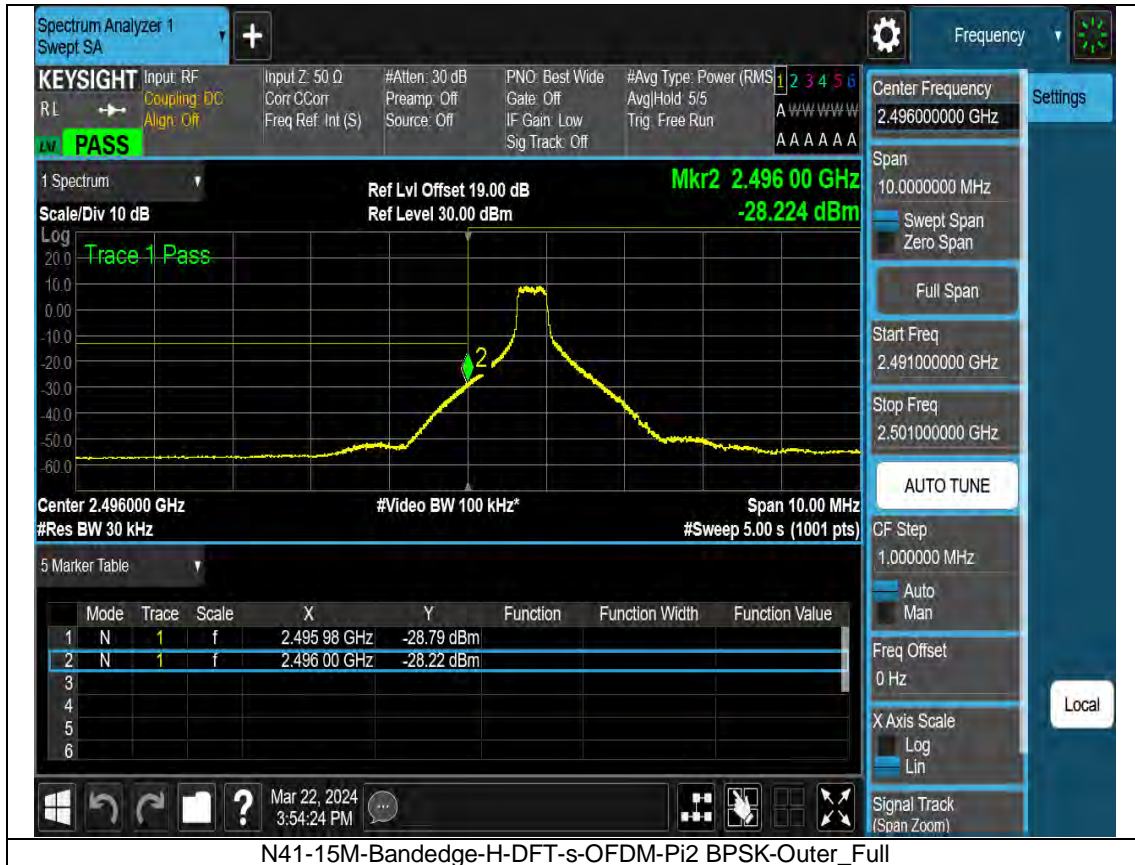 Spectrum Analyzer 1
Swept SA
Frequency
KEYSIGHT
Input: RF
Coupling: DC
Align: Off
Input Z: 50 Ω
Corr CCorr
Freq Ref: Int (S)
#Atten: 30 dB
Preamp: Off
Source: Off
PNO: Best Wide
Gate: Off
IF Gain: Low
Sig Track: Off
#Avg Type: Power (RMS
Avg|Hold: 5/5
Trig: Free Run
1 2 3 4 5 6
A W W W W W
A A A A A A
R L
PASS
1 Spectrum
Scale/Div 10 dB
Ref Lvl Offset 19.00 dB
Ref Level 30.00 dBm
Mkr2 2.496 00 GHz
-28.224 dBm
Log
Trace 1 Pass
20.0
10.0
0.00
-10.0
-20.0
-30.0
-40.0
-50.0
-60.0
2
Center 2.496000 GHz
#Res BW 30 kHz
#Video BW 100 kHz*
Span 10.00 MHz
#Sweep 5.00 s (1001 pts)
5 Marker Table
Mode Trace Scale X Y Function Function Width Function Value
1 N 1 f 2.495 98 GHz -28.79 dBm
2 N 1 f 2.496 00 GHz -28.22 dBm
3
4
5
6
Mar 22, 2024
3:54:24 PM
Center Frequency
2.496000000 GHz
Settings
Span
10.0000000 MHz
Swept Span
Zero Span
Full Span
Start Freq
2.491000000 GHz
Stop Freq
2.501000000 GHz
AUTO TUNE
CF Step
1.000000 MHz
Auto
Man
Freq Offset
0 Hz
X Axis Scale
Log
Lin
Local
Signal Track
(Span Zoom)
N41-15M-Bandedge-H-DFT-s-OFDM-Pi2 BPSK-Outer_Full